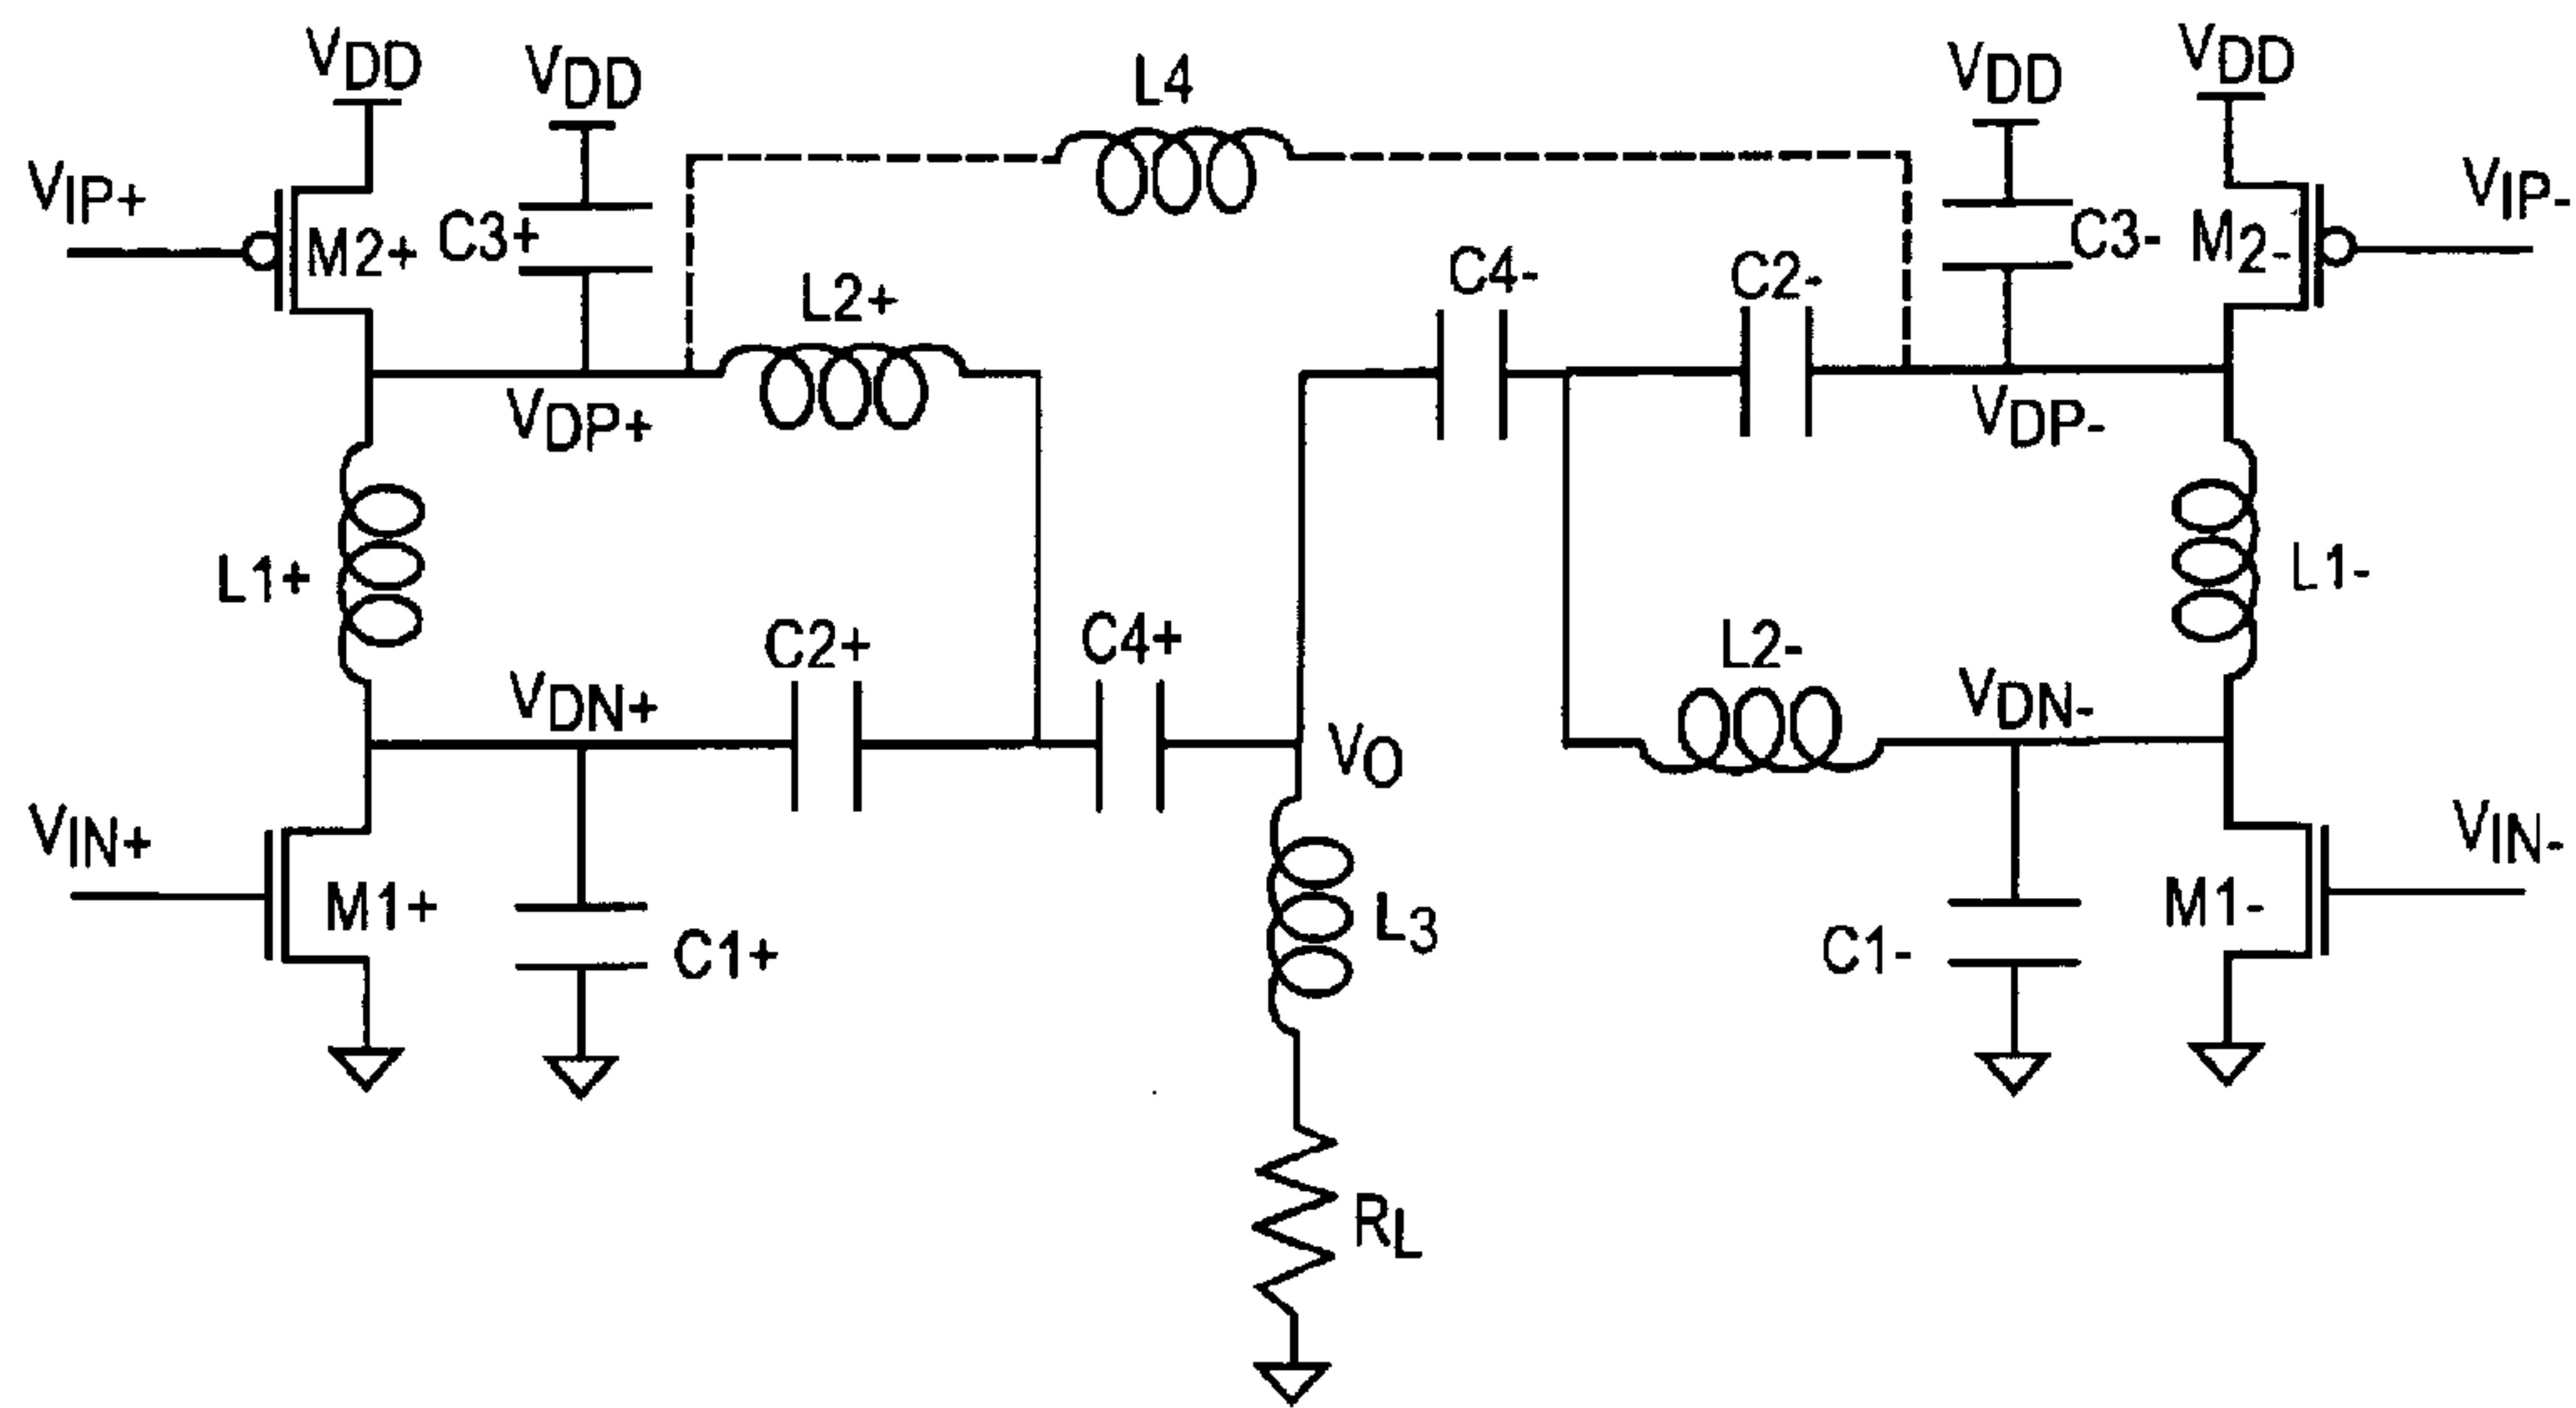 VDD
VDD
L4
VDD
VDD
VIP+
M2+
C3+
C3-
M2-
VIP-
L2+
C4-
C2-
VDP+
VDP-
L1+
L1-
C2+
C4+
L2-
VDN+
VDN-
VO
VIN+
M1+
C1+
L3
C1-
M1-
VIN-
RL